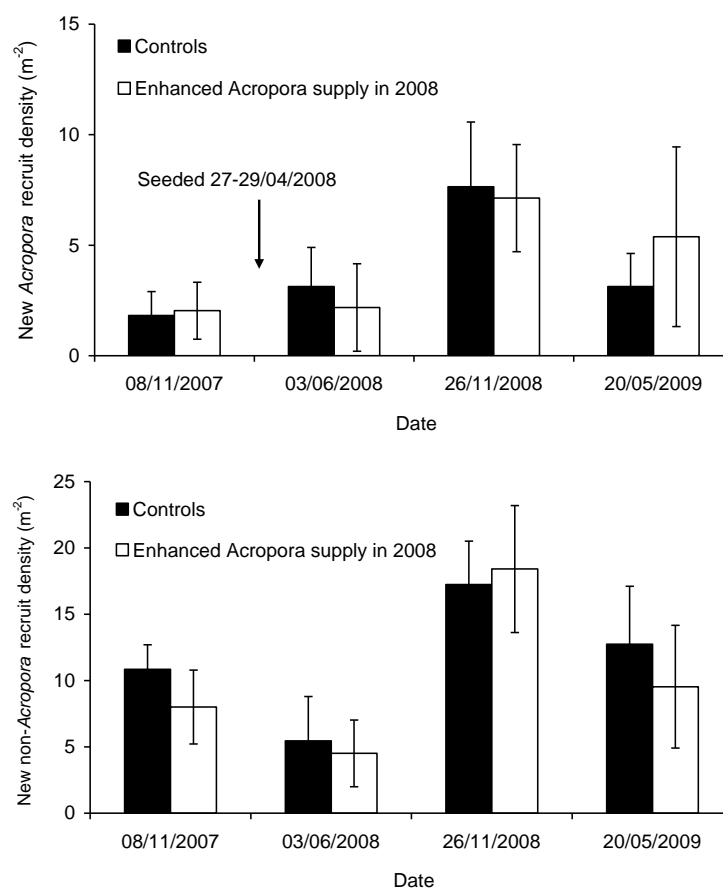 New Acropora recruit density (m⁻²)
15
10
5
0
Controls
Enhanced Acropora supply in 2008
Seeded 27-29/04/2008
08/11/2007 03/06/2008 26/11/2008 20/05/2009
Date
New non-Acropora recruit density (m⁻²)
25
20
15
10
5
0
Controls
Enhanced Acropora supply in 2008
08/11/2007 03/06/2008 26/11/2008 20/05/2009
Date